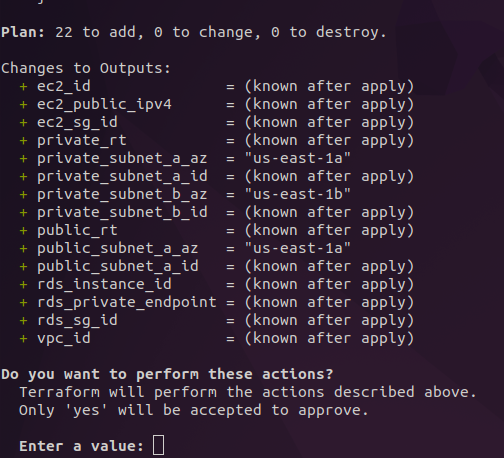 Plan: 22 to add, 0 to change, 0 to destroy.
Changes to Outputs:
+ ec2_id = (known after apply)
+ ec2_public_ipv4 = (known after apply)
+ ec2_sg_id = (known after apply)
+ private_rt = (known after apply)
+ private_subnet_a_az = "us-east-1a"
+ private_subnet_a_id = (known after apply)
+ private_subnet_b_az = "us-east-1b"
+ private_subnet_b_id = (known after apply)
+ public_rt = (known after apply)
+ public_subnet_a_az = "us-east-1a"
+ public_subnet_a_id = (known after apply)
+ rds_instance_id = (known after apply)
+ rds_private_endpoint = (known after apply)
+ rds_sg_id = (known after apply)
+ vpc_id = (known after apply)
Do you want to perform these actions?
Terraform will perform the actions described above.
Only 'yes' will be accepted to approve.
Enter a value: